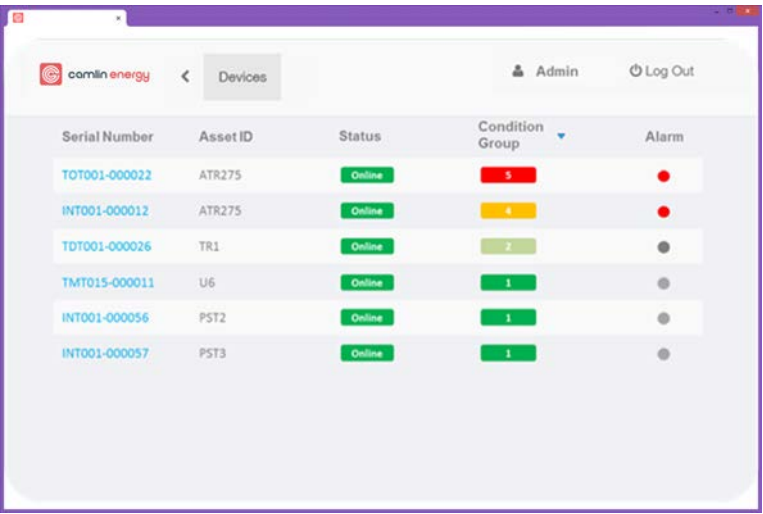 camlin energy
Devices
Admin
Log Out
Serial Number Asset ID Status Condition Group Alarm
TOT001-000022 ATR275 Online 5
INT001-000012 ATR275 Online 4
TDT001-000026 TR1 Online 2
TMT015-000011 U6 Online 1
INT001-000056 PST2 Online 1
INT001-000057 PST3 Online 1